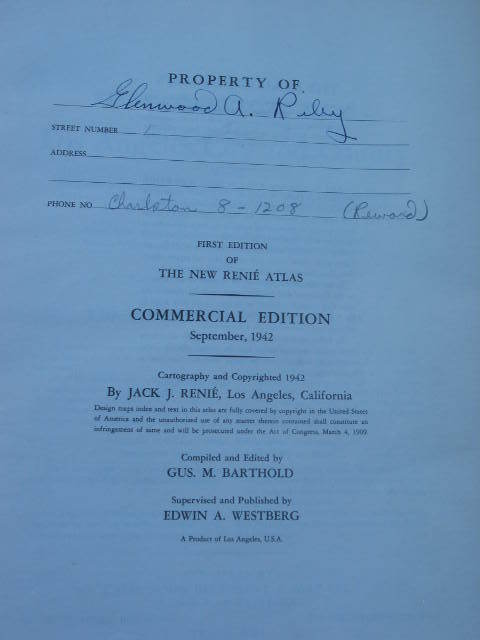 PROPERTY OF
Glenwood A. Riley
STREET NUMBER
ADDRESS
PHONE NO Charleston 8-1208 (Reward)
FIRST EDITION
OF
THE NEW RENIÉ ATLAS
COMMERCIAL EDITION
September, 1942
Cartography and Copyrighted 1942
By JACK J. RENIÉ, Los Angeles, California
Design maps index and text in this atlas are fully covered by copyright in the United States
of America and the unauthorized use of any matter therein contained shall constitute an
infringement of same and will be prosecuted under the Act of Congress, March 4, 1909.
Compiled and Edited by
GUS. M. BARTHOLD
Supervised and Published by
EDWIN A. WESTBERG
A Product of Los Angeles, U.S.A.